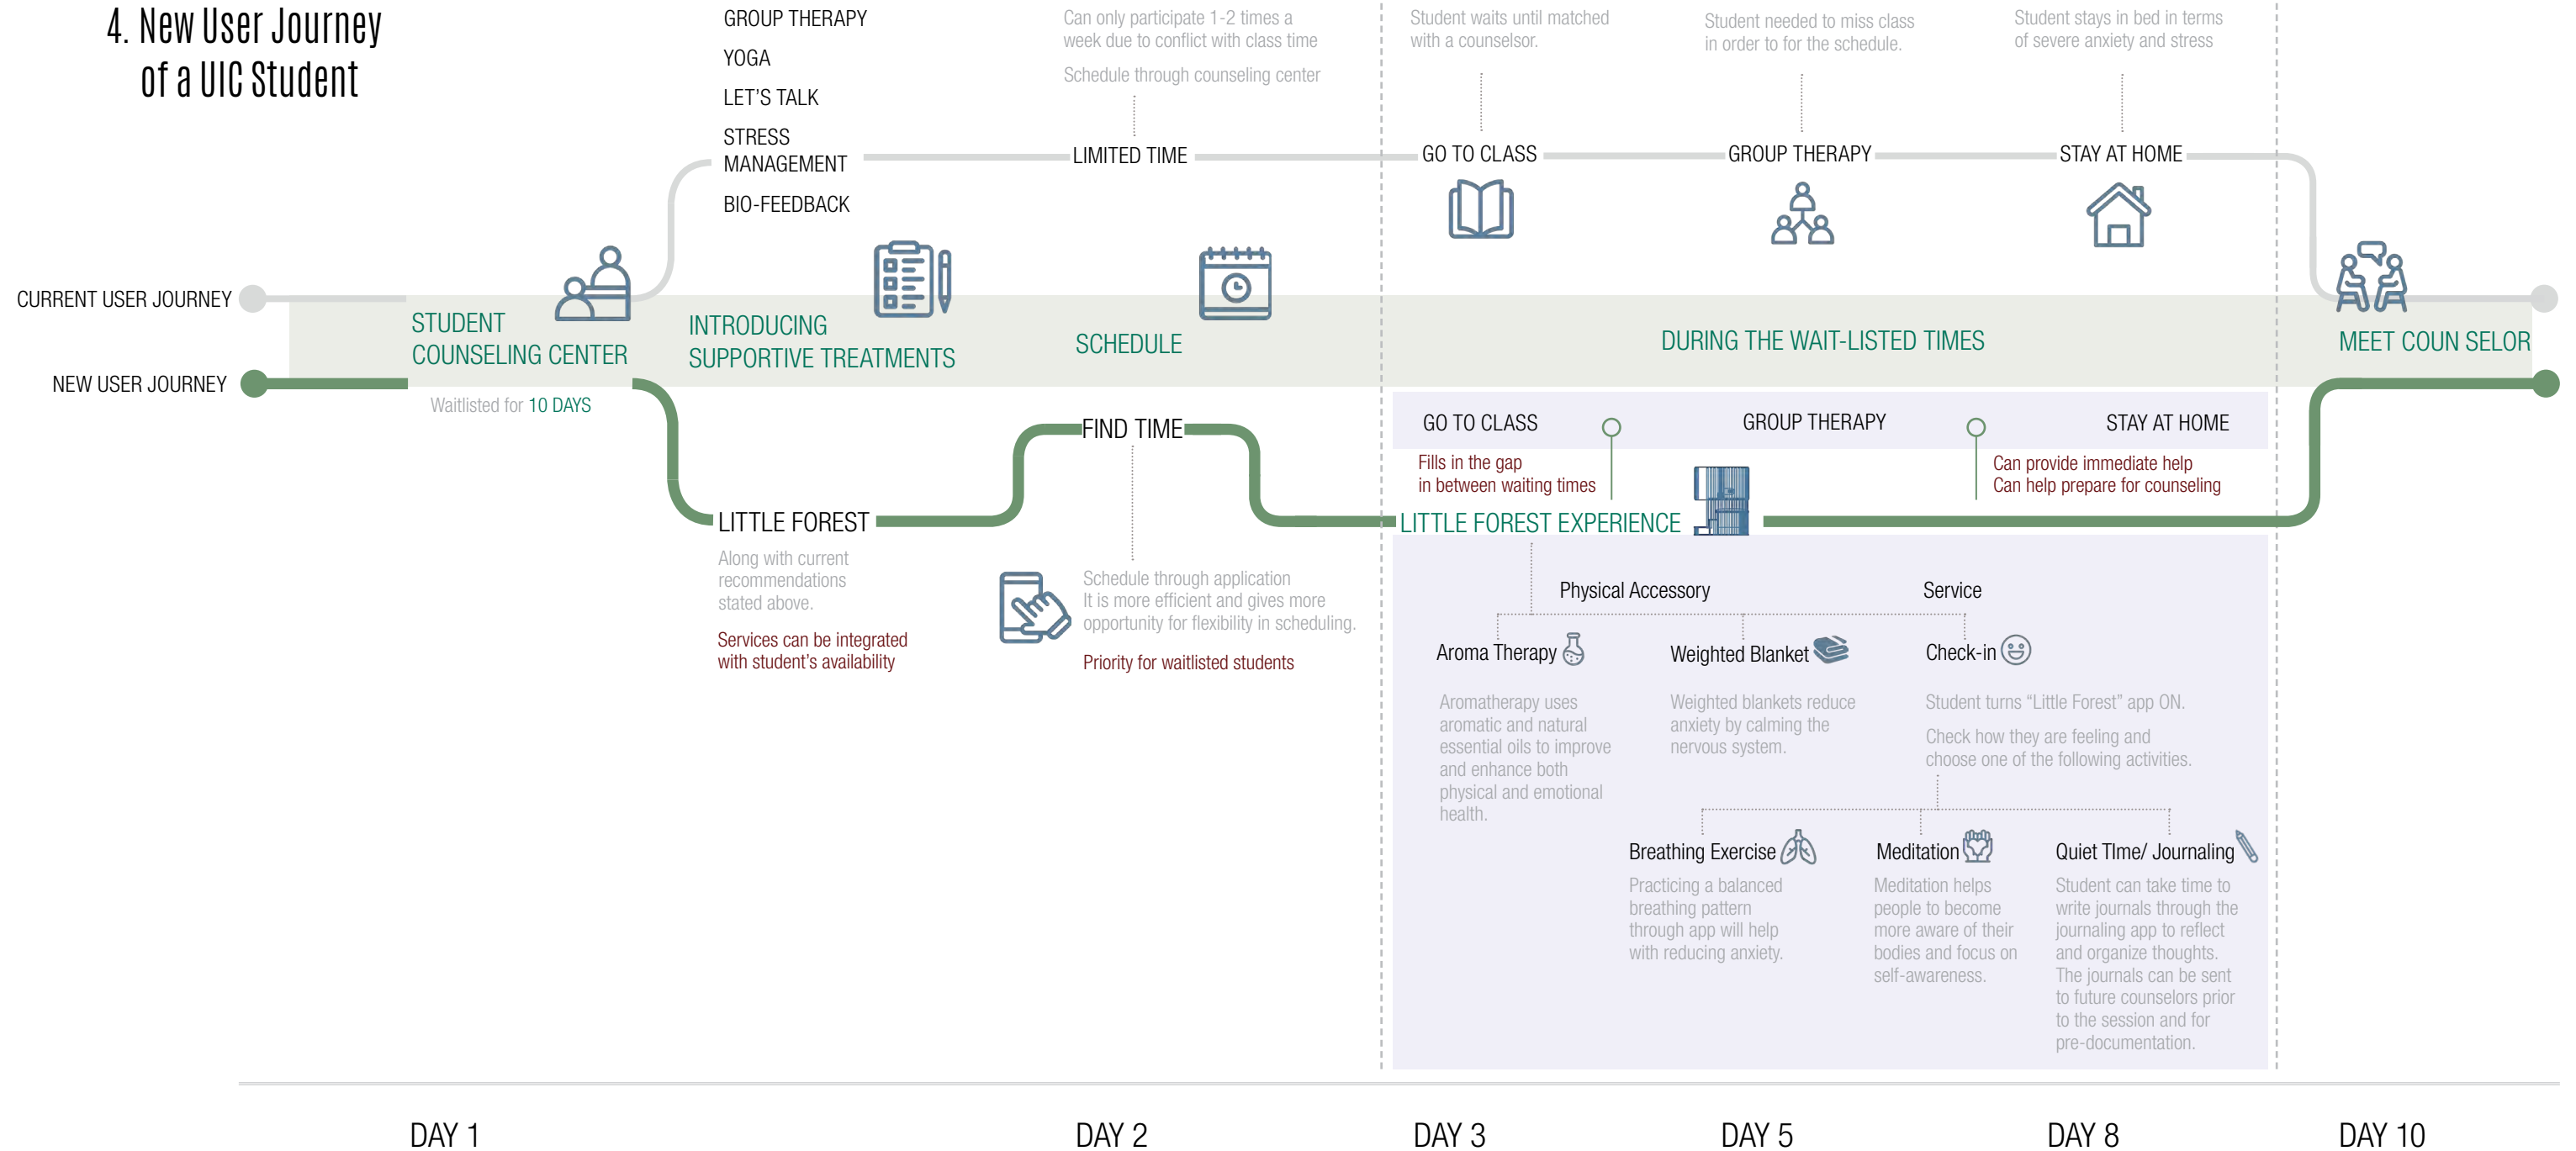 4. New User Journey
of a UIC Student
GROUP THERAPY
YOGA
LET'S TALK
STRESS
MANAGEMENT
BIO-FEEDBACK
Can only participate 1-2 times a
week due to conflict with class time
Schedule through counseling center
LIMITED TIME
Student waits until matched
with a counselsor.
GO TO CLASS
Student needed to miss class
in order to for the schedule.
GROUP THERAPY
Student stays in bed in terms
of severe anxiety and stress
STAY AT HOME
CURRENT USER JOURNEY
NEW USER JOURNEY
STUDENT
COUNSELING CENTER
Waitlisted for 10 DAYS
INTRODUCING
SUPPORTIVE TREATMENTS
SCHEDULE
DURING THE WAIT-LISTED TIMES
MEET COUN SELOR
LITTLE FOREST
Along with current
recommendations
stated above.
Services can be integrated
with student's availability
FIND TIME
Schedule through application
It is more efficient and gives more
opportunity for flexibility in scheduling.
Priority for waitlisted students
GO TO CLASS
GROUP THERAPY
STAY AT HOME
Fills in the gap
in between waiting times
Can provide immediate help
Can help prepare for counseling
LITTLE FOREST EXPERIENCE
Physical Accessory
Service
Aroma Therapy
Aromatherapy uses
aromatic and natural
essential oils to improve
and enhance both
physical and emotional
health.
Weighted Blanket
Weighted blankets reduce
anxiety by calming the
nervous system.
Check-in
Student turns “Little Forest” app ON.
Check how they are feeling and
choose one of the following activities.
Breathing Exercise
Practicing a balanced
breathing pattern
through app will help
with reducing anxiety.
Meditation
Meditation helps
people to become
more aware of their
bodies and focus on
self-awareness.
Quiet TIme/ Journaling
Student can take time to
write journals through the
journaling app to reflect
and organize thoughts.
The journals can be sent
to future counselors prior
to the session and for
pre-documentation.
DAY 1
DAY 2
DAY 3
DAY 5
DAY 8
DAY 10